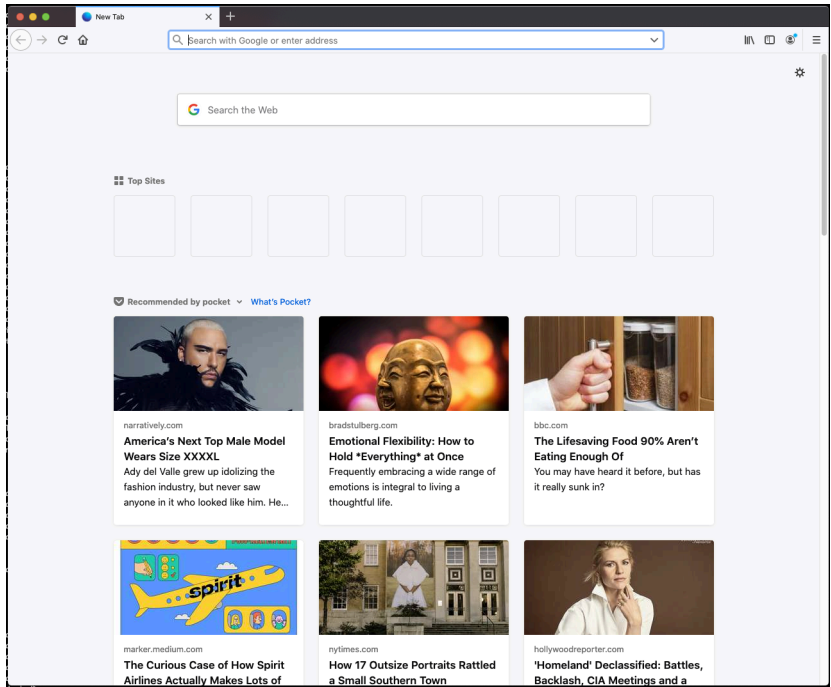 New Tab
Search with Google or enter address
Search the Web
Top Sites
Recommended by pocket What's Pocket?
narratively.com
America's Next Top Male Model
Wears Size XXXXL
Ady del Valle grew up idolizing the
fashion industry, but never saw
anyone in it who looked like him. He...
bradstulberg.com
Emotional Flexibility: How to
Hold *Everything* at Once
Frequently embracing a wide range of
emotions is integral to living a
thoughtful life.
bbc.com
The Lifesaving Food 90% Aren't
Eating Enough Of
You may have heard it before, but has
it really sunk in?
spirit
marker.medium.com
The Curious Case of How Spirit
Airlines Actually Makes Lots of
nytimes.com
How 17 Outsize Portraits Rattled
a Small Southern Town
hollywoodreporter.com
'Homeland' Declassified: Battles,
Backlash, CIA Meetings and a